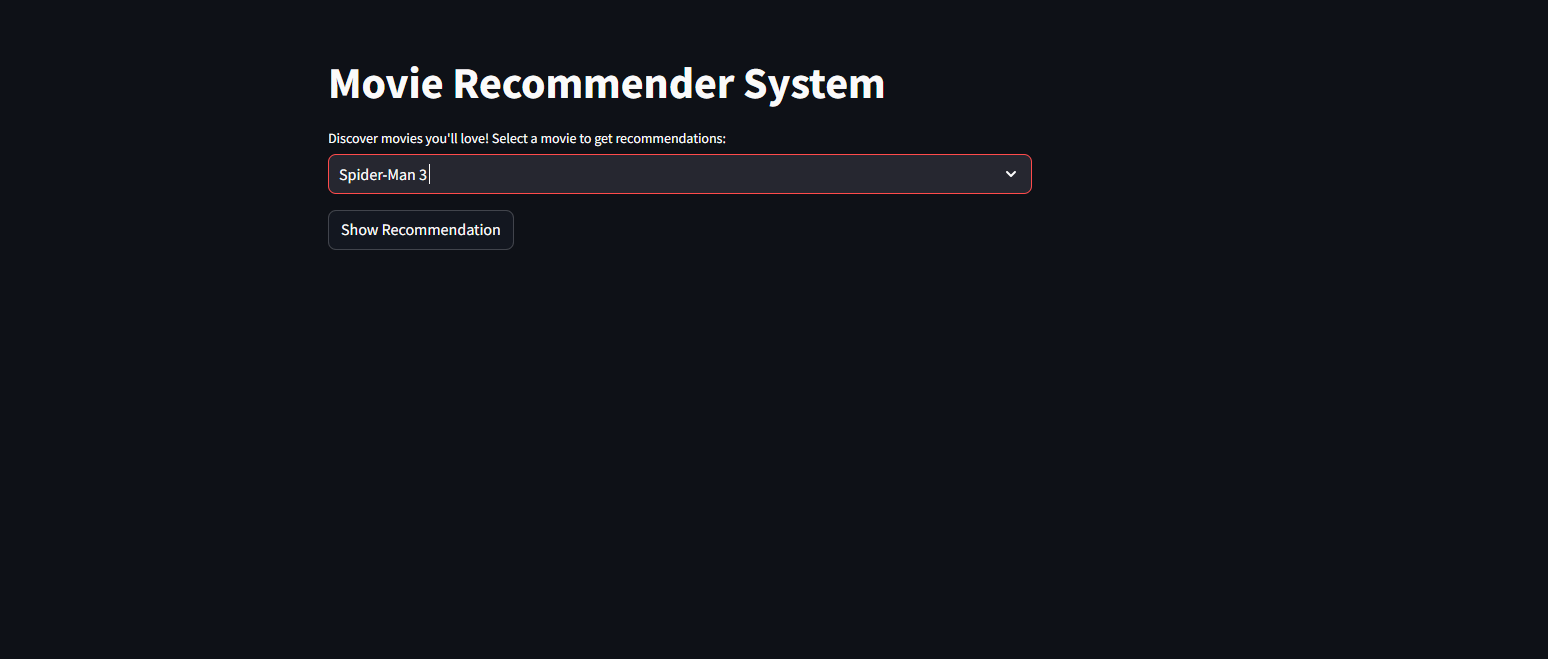 Movie Recommender System
Discover movies you'll love! Select a movie to get recommendations:
Spider-Man 3
Show Recommendation